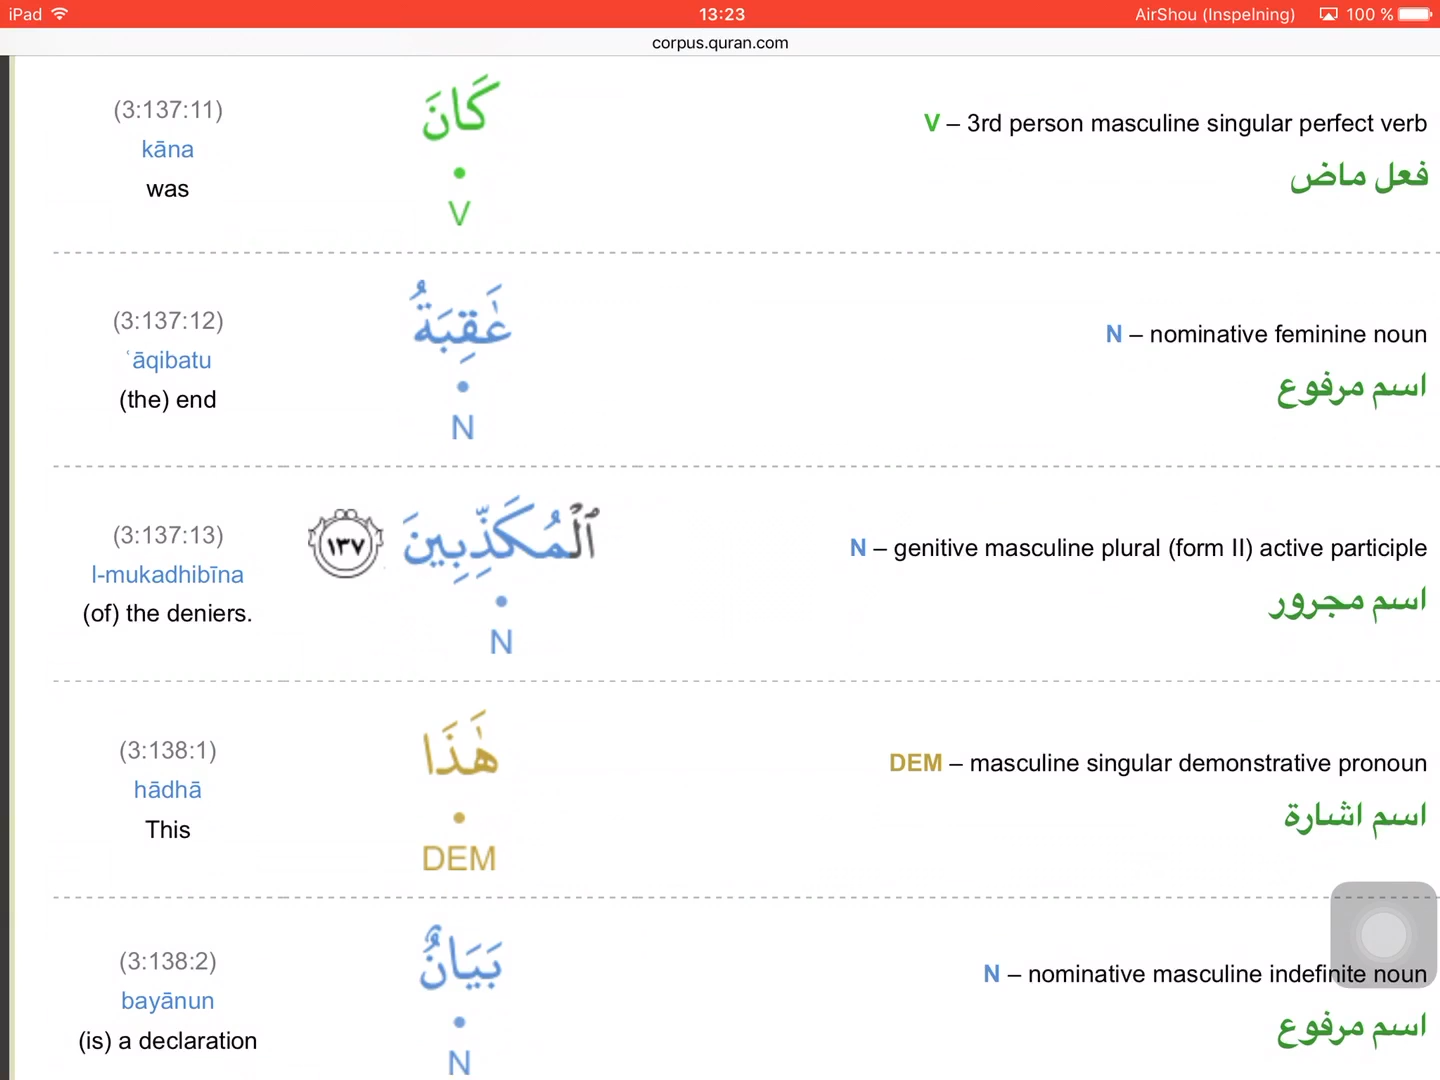 iPad 13:23 AirShou (Inspelning) 100 %
corpus.quran.com
(3:137:11)
kāna
was
كَانَ
V
V – 3rd person masculine singular perfect verb
فعل ماض
(3:137:12)
ʿāqibatu
(the) end
عَٰقِبَةُ
N
N – nominative feminine noun
اسم مرفوع
(3:137:13)
l-mukadhibīna
(of) the deniers.
ٱلْمُكَذِّبِينَ ١٣٧
N
N – genitive masculine plural (form II) active participle
اسم مجرور
(3:138:1)
hādhā
This
هَٰذَا
DEM
DEM – masculine singular demonstrative pronoun
اسم اشارة
(3:138:2)
bayānun
(is) a declaration
بَيَانٌ
N
N – nominative masculine indefinite noun
اسم مرفوع